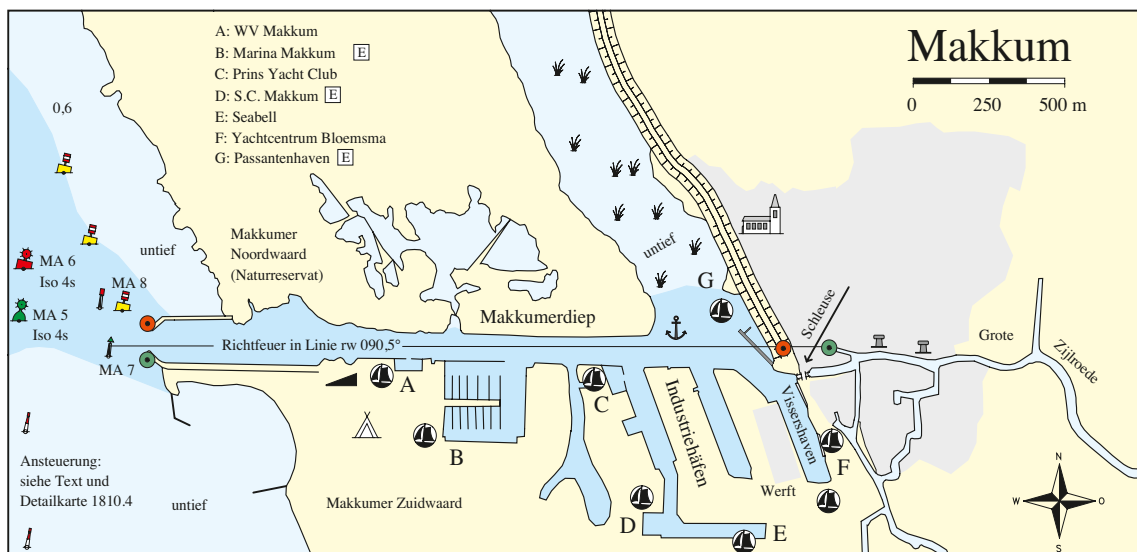 Makkum
0 250 500 m
A: WV Makkum
B: Marina Makkum E
C: Prins Yacht Club
D: S.C. Makkum E
E: Seabell
F: Yachtcentrum Bloemsma
G: Passantenhaven E
0,6
untief
Makkumer
Noordwaard
(Naturreservat)
untief
MA 6
Iso 4s
MA 8
MA 5
Iso 4s
MA 7
G
Makkumerdiep
Schleuse
Grote
Zijlroede
Richtfeuer in Linie rw 090,5°
A
B
C
Industriehäfen
Vissershaven
F
Werft
D
E
Ansteuerung:
siehe Text und
Detailkarte 1810.4
untief
Makkumer Zuidwaard
N
W
O
S